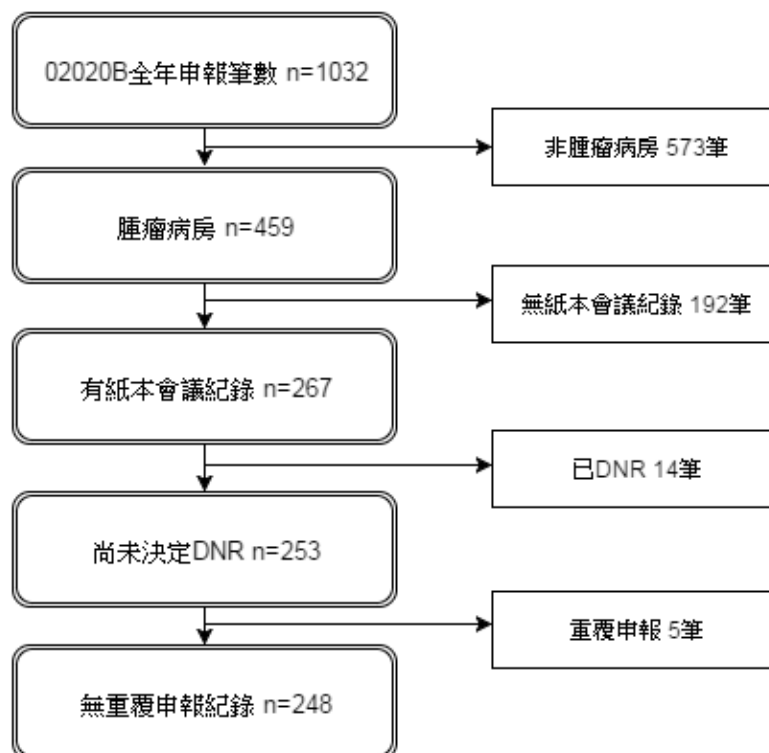 02020B全年申報筆數 n=1032
非腫瘤病房 573筆
腫瘤病房 n=459
無紙本會議紀錄 192筆
有紙本會議紀錄 n=267
已DNR 14筆
尚未決定DNR n=253
重覆申報 5筆
無重覆申報紀錄 n=248